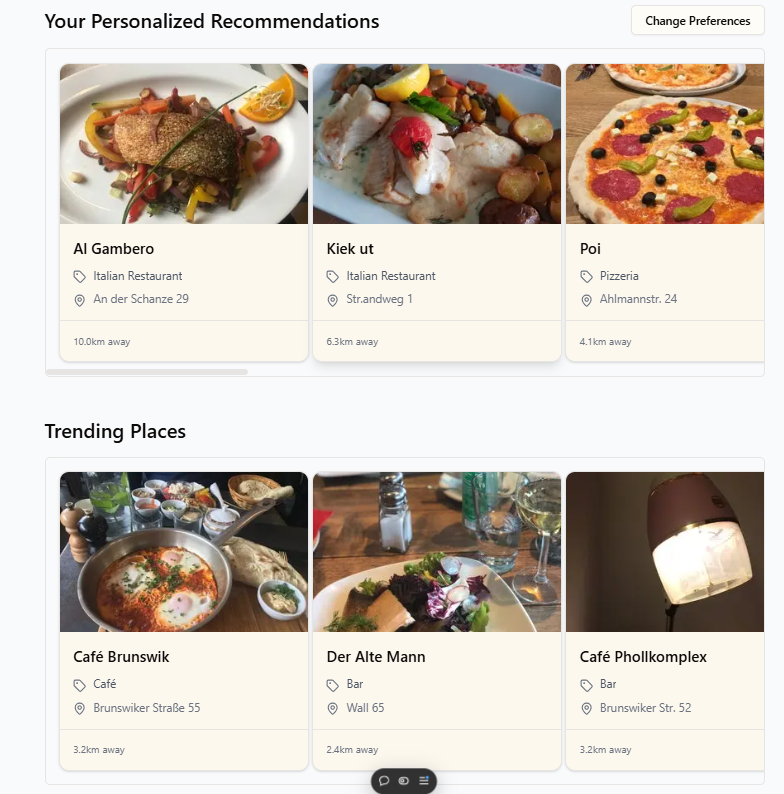 Your Personalized Recommendations
Change Preferences
Al Gambero
Italian Restaurant
An der Schanze 29
10.0km away
Kiek ut
Italian Restaurant
Str.andweg 1
6.3km away
Poi
Pizzeria
Ahlmannstr. 24
4.1km away
Trending Places
Café Brunswik
Café
Brunswiker Straße 55
3.2km away
Der Alte Mann
Bar
Wall 65
2.4km away
Café Phollkomplex
Bar
Brunswiker Str. 52
3.2km away